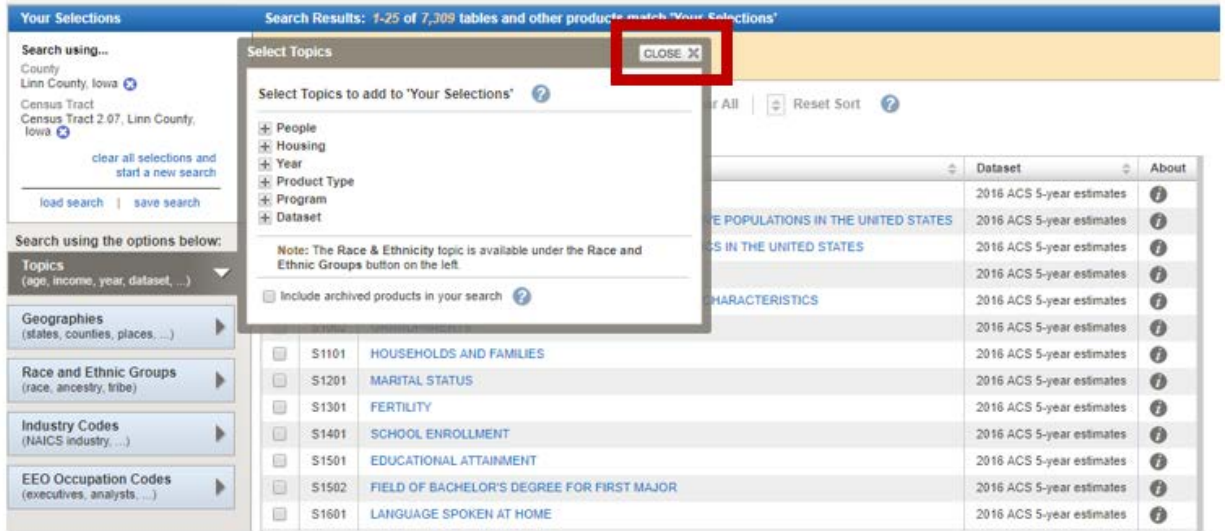 Your Selections
Search Results: 1-25 of 7,309 tables and other products match 'Your Selections'
Search using...
County
Linn County, Iowa
Census Tract
Census Tract 2.07, Linn County,
Iowa
clear all selections and
start a new search
load search | save search
Search using the options below:
Topics
(age, income, year, dataset, ...)
Geographies
(states, counties, places, ...)
Race and Ethnic Groups
(race, ancestry, tribe)
Industry Codes
(NAICS industry, ...)
EEO Occupation Codes
(executives, analysts, ...)
Select Topics
CLOSE X
Select Topics to add to 'Your Selections' ?
+ People
+ Housing
+ Year
+ Product Type
+ Program
+ Dataset
Note: The Race & Ethnicity topic is available under the Race and
Ethnic Groups button on the left.
Include archived products in your search ?
All | Reset Sort ?
Dataset About
2016 ACS 5-year estimates
POPULATIONS IN THE UNITED STATES 2016 ACS 5-year estimates
IN THE UNITED STATES 2016 ACS 5-year estimates
2016 ACS 5-year estimates
CHARACTERISTICS 2016 ACS 5-year estimates
2016 ACS 5-year estimates
S1101 HOUSEHOLDS AND FAMILIES 2016 ACS 5-year estimates
S1201 MARITAL STATUS 2016 ACS 5-year estimates
S1301 FERTILITY 2016 ACS 5-year estimates
S1401 SCHOOL ENROLLMENT 2016 ACS 5-year estimates
S1501 EDUCATIONAL ATTAINMENT 2016 ACS 5-year estimates
S1502 FIELD OF BACHELOR'S DEGREE FOR FIRST MAJOR 2016 ACS 5-year estimates
S1601 LANGUAGE SPOKEN AT HOME 2016 ACS 5-year estimates